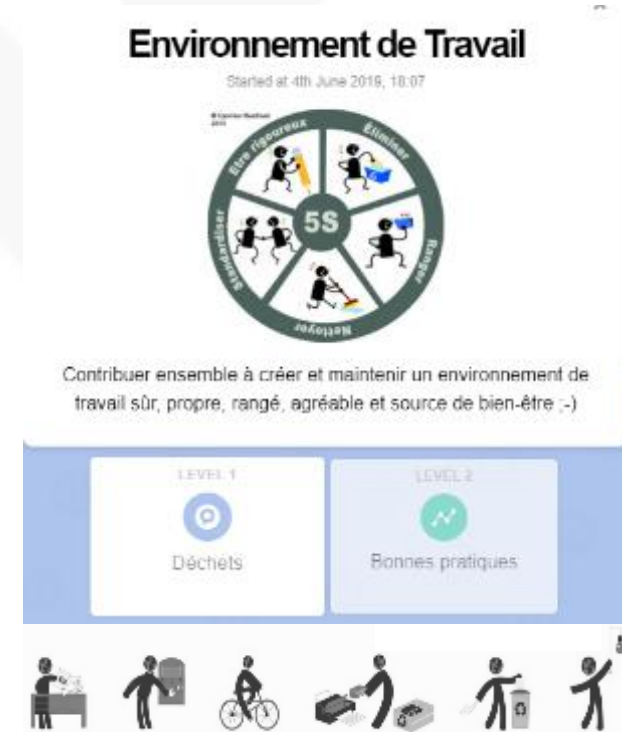 Environnement de Travail
Started at 4th June 2019, 18:07
Être rigoureux
Éliminer
5S
Standardiser
Ranger
Nettoyer
Contribuer ensemble à créer et maintenir un environnement de
travail sûr, propre, rangé, agréable et source de bien-être ;-)
LEVEL 1
LEVEL 2
Déchets
Bonnes pratiques